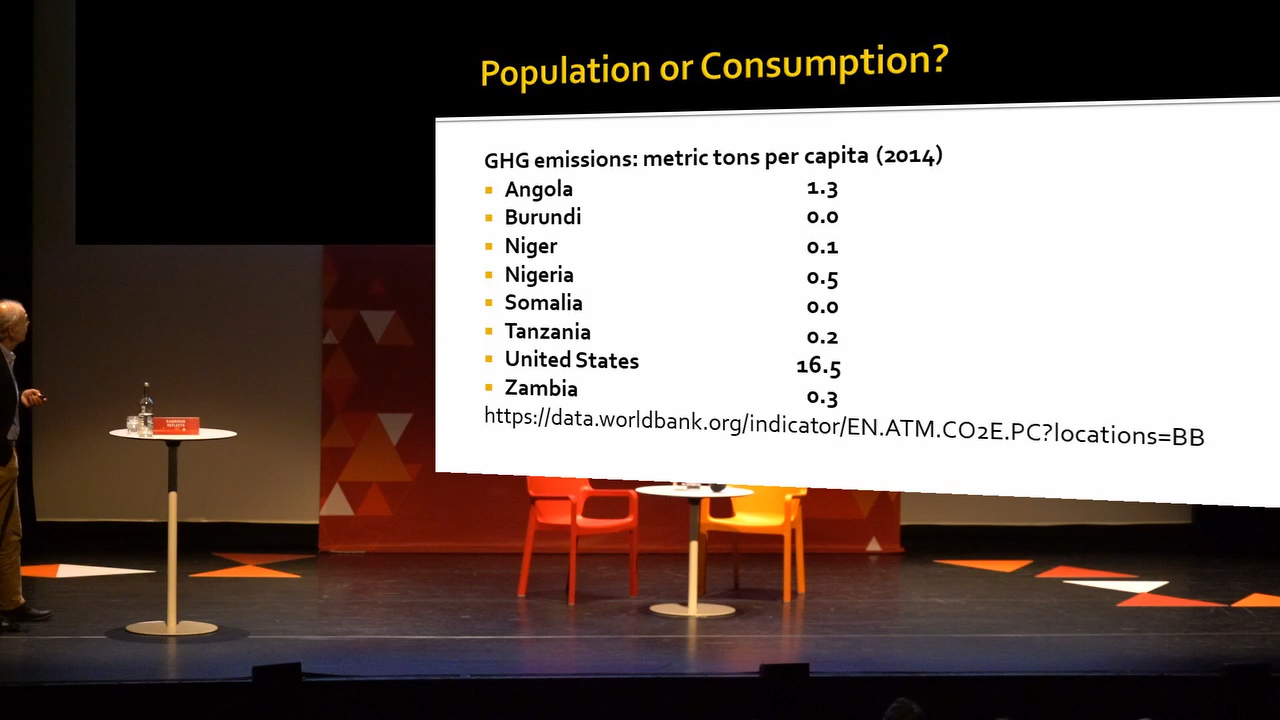 Population or Consumption?
GHG emissions: metric tons per capita (2014)
Angola 1.3
Burundi 0.0
Niger 0.1
Nigeria 0.5
Somalia 0.0
Tanzania 0.2
United States 16.5
Zambia 0.3
https://data.worldbank.org/indicator/EN.ATM.CO2E.PC?locations=BB
RADBOUD
REFLECTS